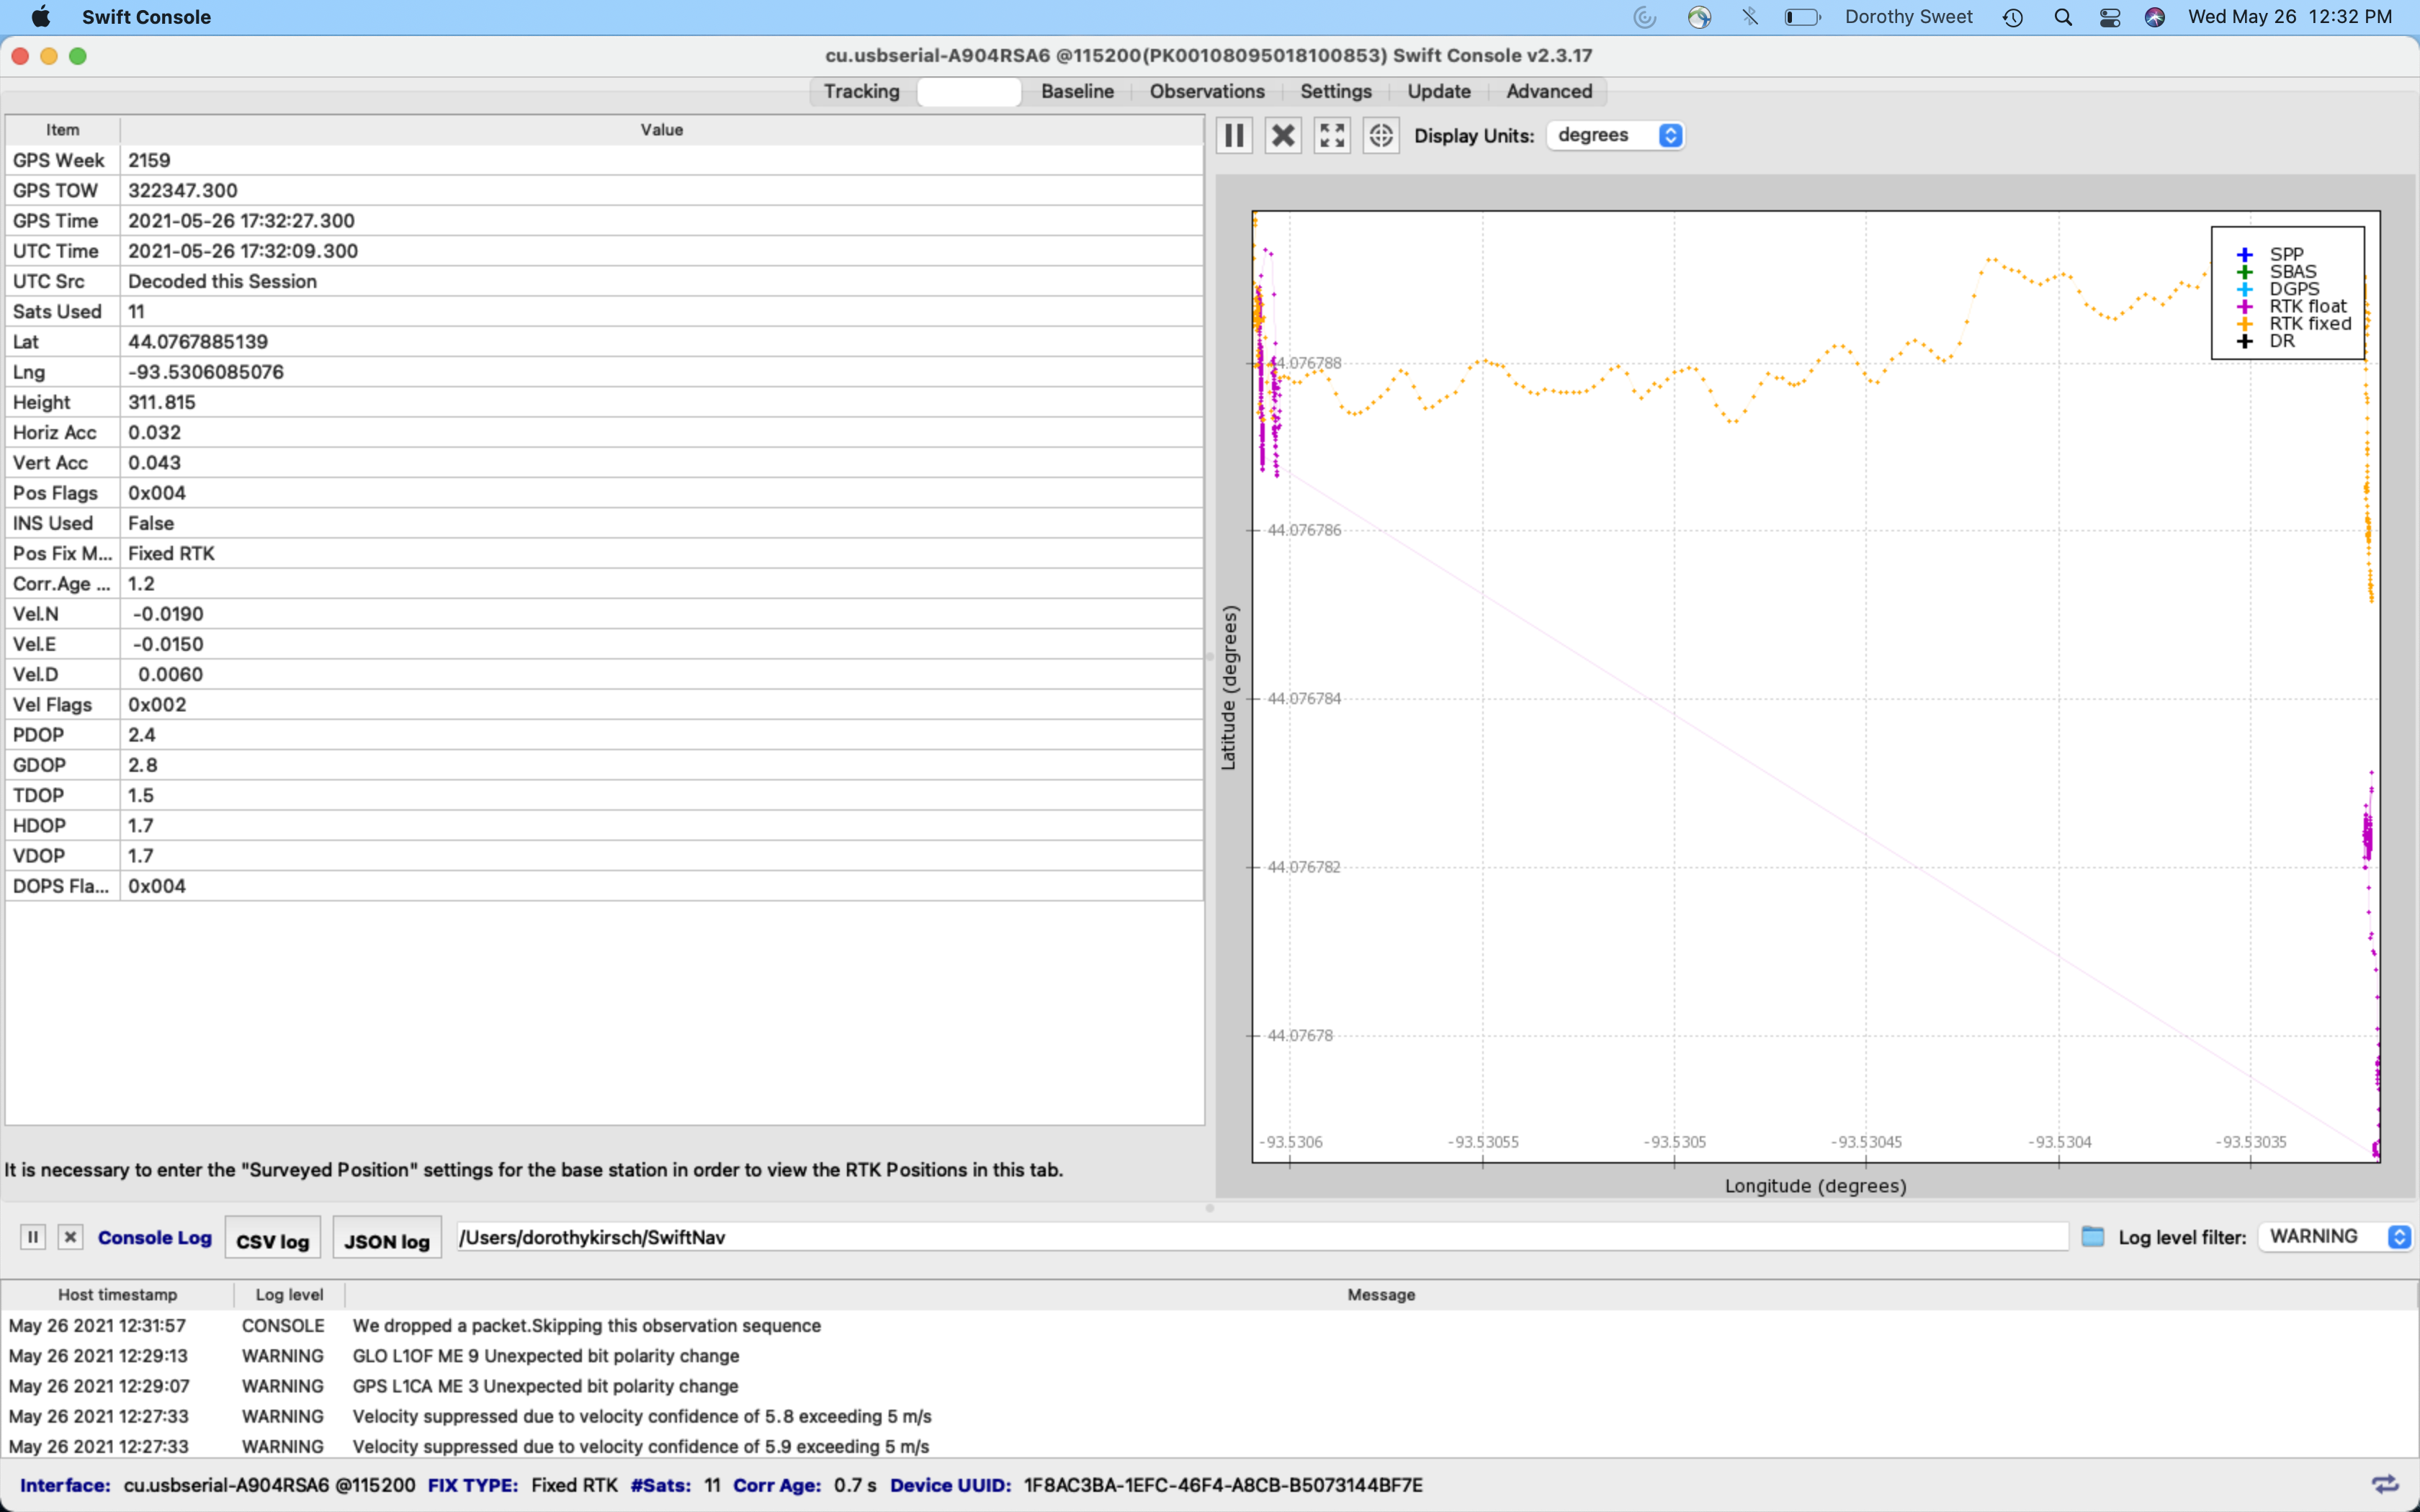 Swift Console Dorothy Sweet Wed May 26 12:32 PM
cu.usbserial-A904RSA6 @115200(PK00108095018100853) Swift Console v2.3.17
Tracking Baseline Observations Settings Update Advanced
Item Value
GPS Week 2159
GPS TOW 322347.300
GPS Time 2021-05-26 17:32:27.300
UTC Time 2021-05-26 17:32:09.300
UTC Src Decoded this Session
Sats Used 11
Lat 44.0767885139
Lng -93.5306085076
Height 311.815
Horiz Acc 0.032
Vert Acc 0.043
Pos Flags 0x004
INS Used False
Pos Fix M... Fixed RTK
Corr.Age ... 1.2
Vel.N -0.0190
Vel.E -0.0150
Vel.D 0.0060
Vel Flags 0x002
PDOP 2.4
GDOP 2.8
TDOP 1.5
HDOP 1.7
VDOP 1.7
DOPS Fla... 0x004
It is necessary to enter the "Surveyed Position" settings for the base station in order to view the RTK Positions in this tab.
Display Units: degrees
SPP
SBAS
DGPS
RTK float
RTK fixed
DR
44.076788
44.076786
44.076784
44.076782
44.07678
Latitude (degrees)
-93.5306 -93.53055 -93.5305 -93.53045 -93.5304 -93.53035
Longitude (degrees)
Console Log CSV log JSON log /Users/dorothykirsch/SwiftNav Log level filter: WARNING
Host timestamp Log level Message
May 26 2021 12:31:57 CONSOLE We dropped a packet.Skipping this observation sequence
May 26 2021 12:29:13 WARNING GLO L1OF ME 9 Unexpected bit polarity change
May 26 2021 12:29:07 WARNING GPS L1CA ME 3 Unexpected bit polarity change
May 26 2021 12:27:33 WARNING Velocity suppressed due to velocity confidence of 5.8 exceeding 5 m/s
May 26 2021 12:27:33 WARNING Velocity suppressed due to velocity confidence of 5.9 exceeding 5 m/s
Interface: cu.usbserial-A904RSA6 @115200 FIX TYPE: Fixed RTK #Sats: 11 Corr Age: 0.7 s Device UUID: 1F8AC3BA-1EFC-46F4-A8CB-B5073144BF7E